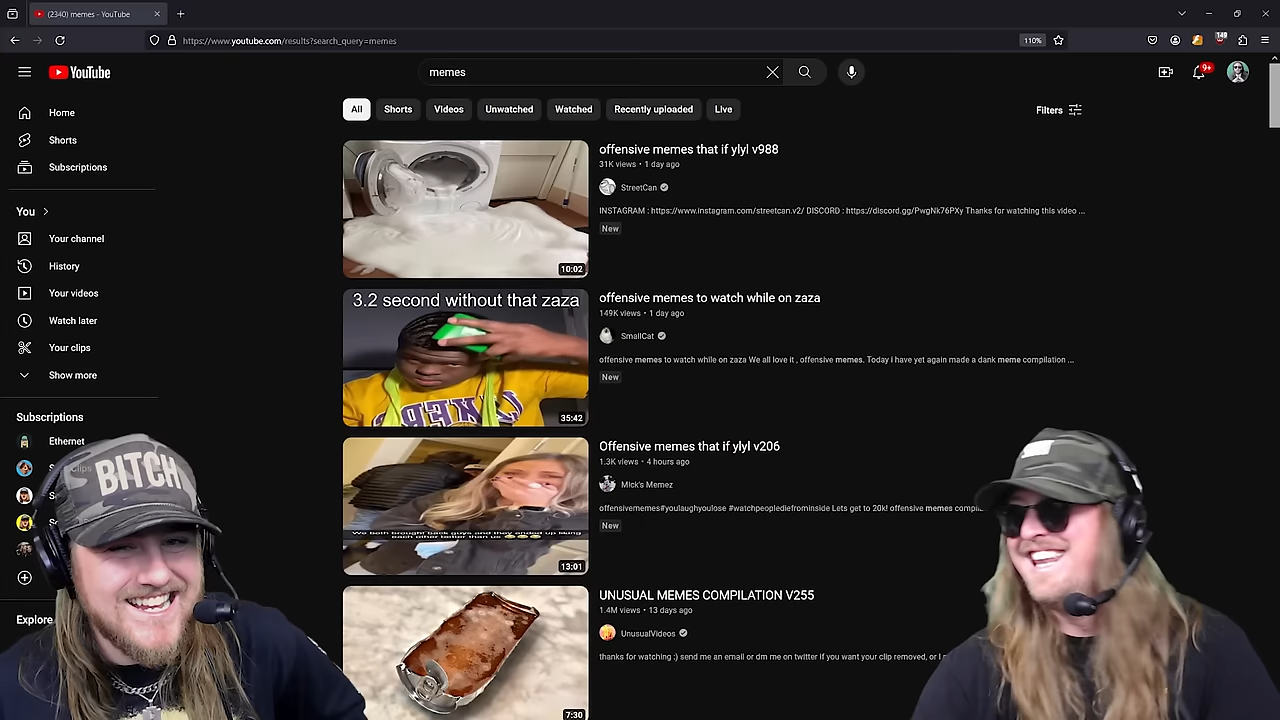 (2340) memes - YouTube
https://www.youtube.com/results?search_query=memes
110%
149
YouTube
memes
9+
Home
Shorts
Subscriptions
You
Your channel
History
Your videos
Watch later
Your clips
Show more
Subscriptions
Ethernet
Explore
All
Shorts
Videos
Unwatched
Watched
Recently uploaded
Live
Filters
10:02
offensive memes that if ylyl v988
31K views • 1 day ago
StreetCan
INSTAGRAM : https://www.instagram.com/streetcan.v2/ DISCORD : https://discord.gg/PwgNk76PXy Thanks for watching this video ...
New
3.2 second without that zaza
35:42
offensive memes to watch while on zaza
149K views • 1 day ago
SmallCat
offensive memes to watch while on zaza We all love it , offensive memes. Today i have yet again made a dank meme compilation ...
New
13:01
Offensive memes that if ylyl v206
1.3K views • 4 hours ago
Mick's Memez
offensivememes#youlaughyoulose #watchpeoplediefrominside Lets get to 20k! offensive memes
New
7:30
UNUSUAL MEMES COMPILATION V255
1.4M views • 13 days ago
UnusualVideos
thanks for watching :) send me an email or dm me on twitter if you want your clip removed, or I
BITCH